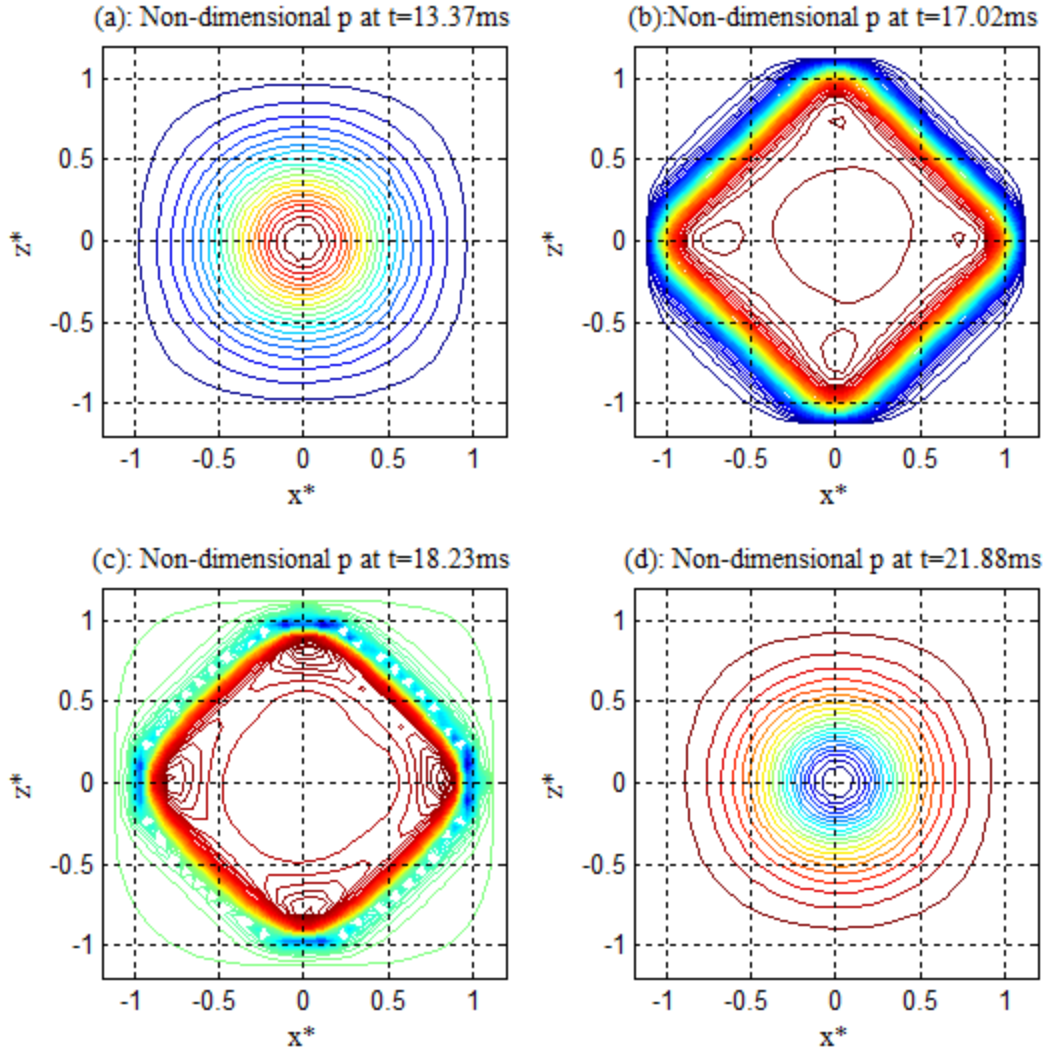 (a): Non-dimensional p at t=13.37ms
1
0.5
0
-0.5
-1
z*
-1 -0.5 0 0.5 1
x*
(b):Non-dimensional p at t=17.02ms
1
0.5
0
-0.5
-1
z*
-1 -0.5 0 0.5 1
x*
(c): Non-dimensional p at t=18.23ms
1
0.5
0
-0.5
-1
z*
-1 -0.5 0 0.5 1
x*
(d): Non-dimensional p at t=21.88ms
1
0.5
0
-0.5
-1
z*
-1 -0.5 0 0.5 1
x*